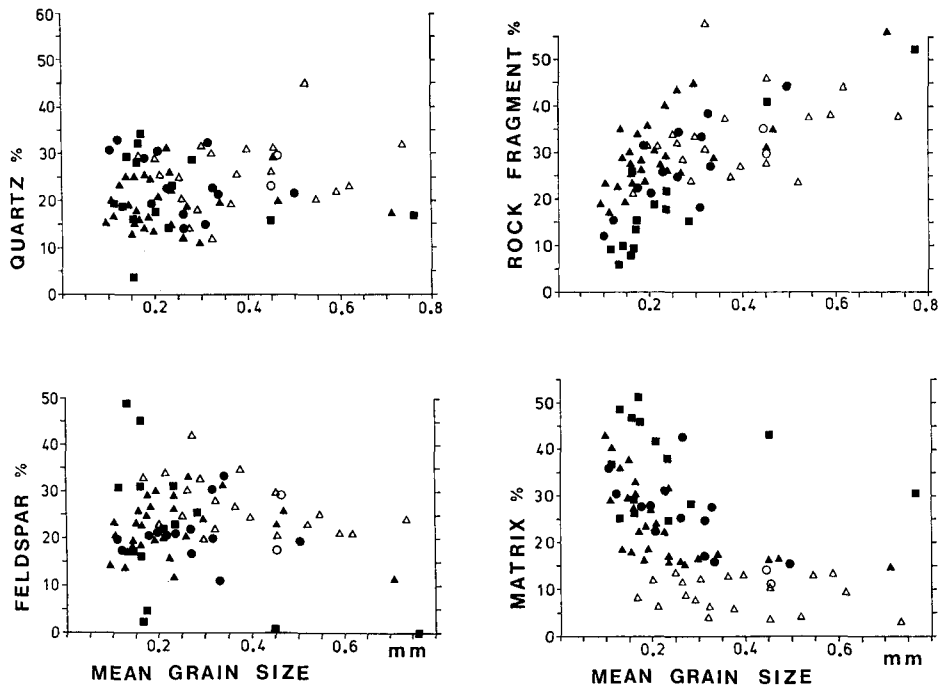 60
50
40
30
20
10
0
QUARTZ %
0.2 0.4 0.6 0.8
50
40
30
20
10
0
ROCK FRAGMENT %
0.2 0.4 0.6 0.8
50
40
30
20
10
0
FELDSPAR %
0.2 0.4 0.6 mm
MEAN GRAIN SIZE
50
40
30
20
10
0
MATRIX %
0.2 0.4 0.6 mm
MEAN GRAIN SIZE